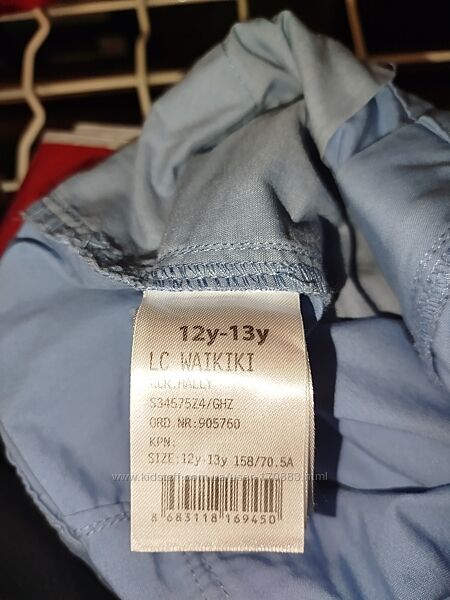 12y-13y
LC WAIKIKI
S34575Z4/GHZ
ORD.NR:905760
KPN:
SIZE:12y-13y 158/70.5A
8 683118 169450